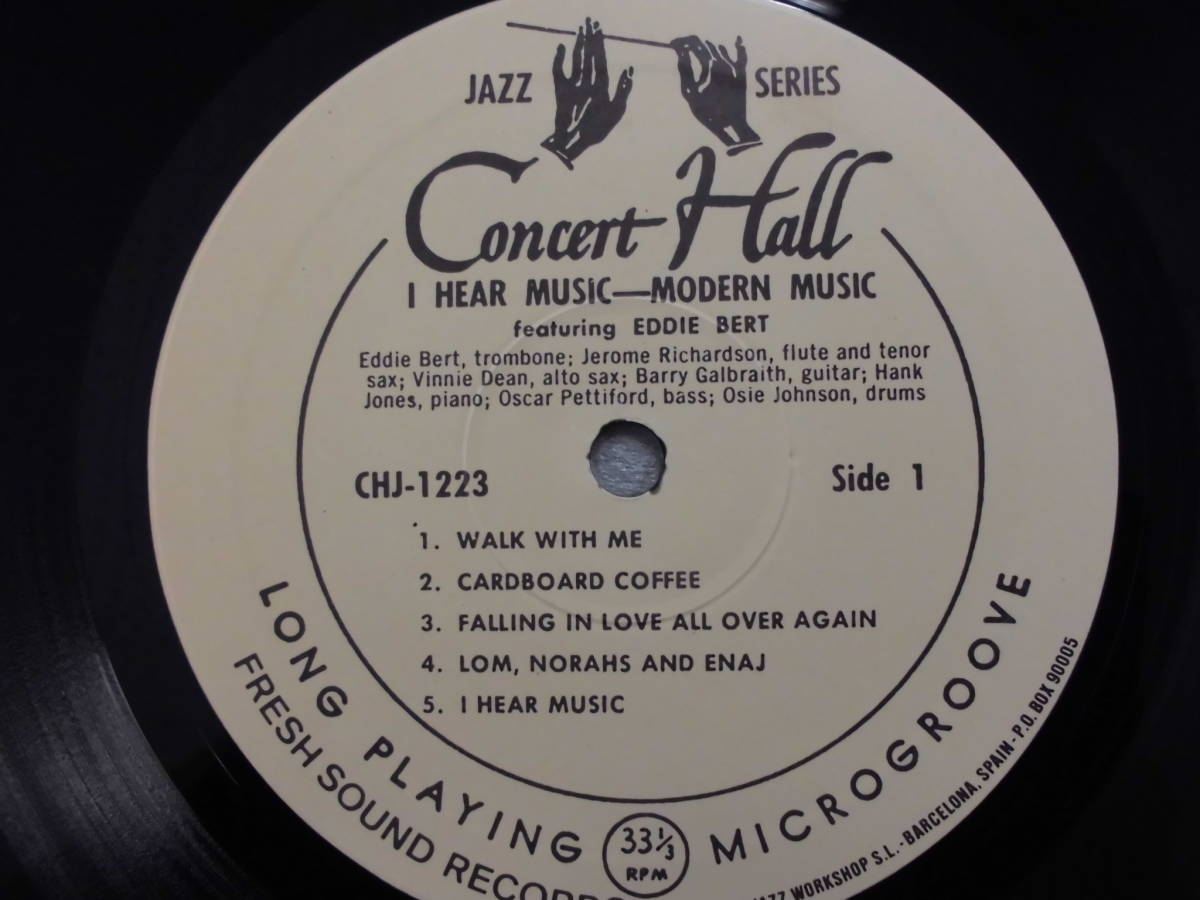 JAZZ SERIES
Concert Hall
I HEAR MUSIC—MODERN MUSIC
featuring EDDIE BERT
Eddie Bert, trombone; Jerome Richardson, flute and tenor
sax; Vinnie Dean, alto sax; Barry Galbraith, guitar; Hank
Jones, piano; Oscar Pettiford, bass; Osie Johnson, drums
CHJ-1223 Side 1
1. WALK WITH ME
2. CARDBOARD COFFEE
3. FALLING IN LOVE ALL OVER AGAIN
4. LOM, NORAHS AND ENAJ
5. I HEAR MUSIC
LONG PLAYING 33⅓ RPM MICROGROOVE
FRESH SOUND RECORDS
WORKSHOP S.L. - BARCELONA, SPAIN - P.O. BOX 90005